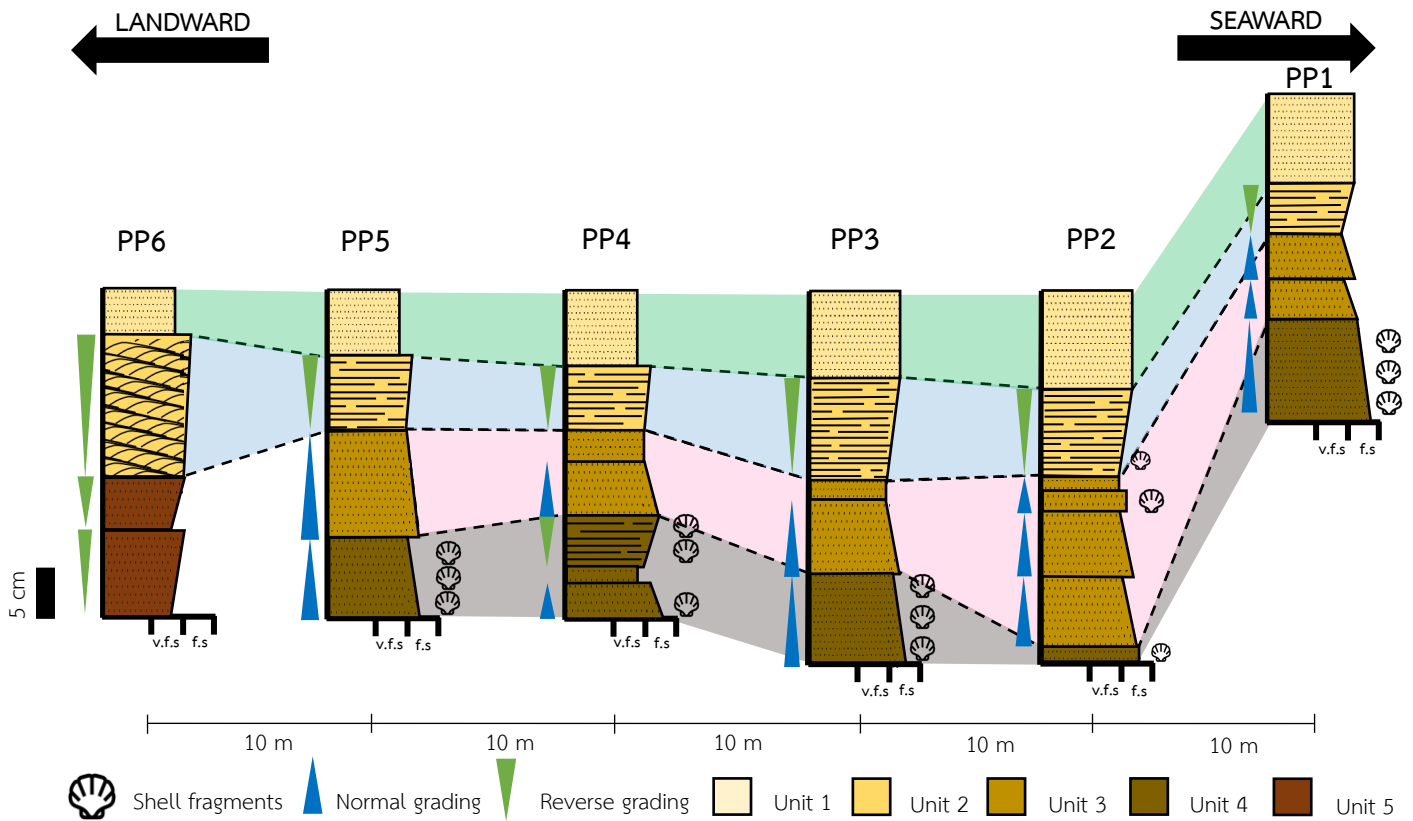 LANDWARD
SEAWARD
PP1
PP6
PP5
PP4
PP3
PP2
v.f.s f.s
5 cm
v.f.s f.s
v.f.s f.s
v.f.s f.s
v.f.s f.s
v.f.s f.s
10 m
10 m
10 m
10 m
10 m
Shell fragments
Normal grading
Reverse grading
Unit 1
Unit 2
Unit 3
Unit 4
Unit 5